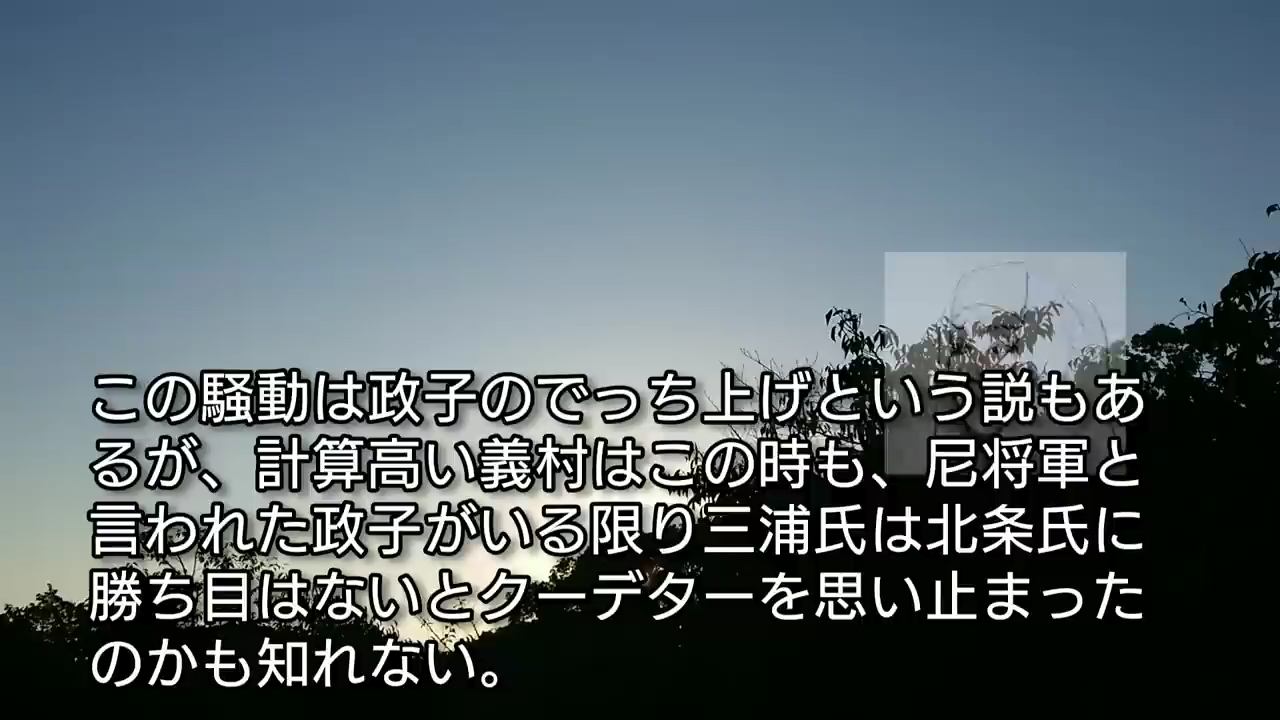 この騒動は政子のでっち上げという説もあ
るが、計算高い義村はこの時も、尼将軍と
言われた政子がいる限り三浦氏は北条氏に
勝ち目はないとクーデターを思い止まった
のかも知れない。